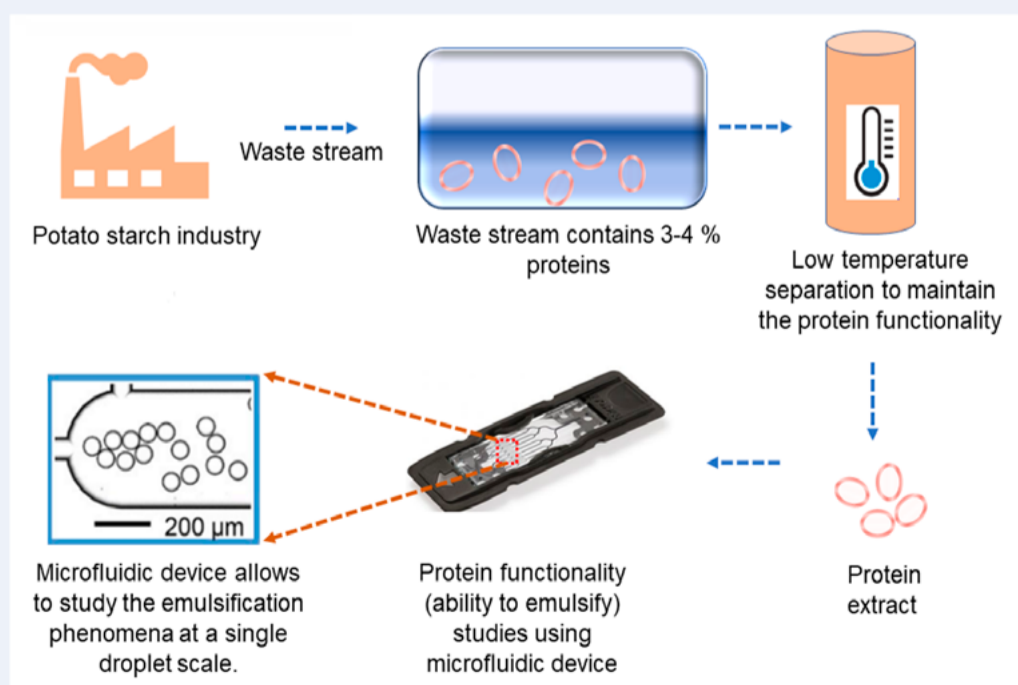 Waste stream
Potato starch industry
Waste stream contains 3-4 %
proteins
Low temperature
separation to maintain
the protein functionality
Protein
extract
Protein functionality
(ability to emulsify)
studies using
microfluidic device
200 µm
Microfluidic device allows
to study the emulsification
phenomena at a single
droplet scale.